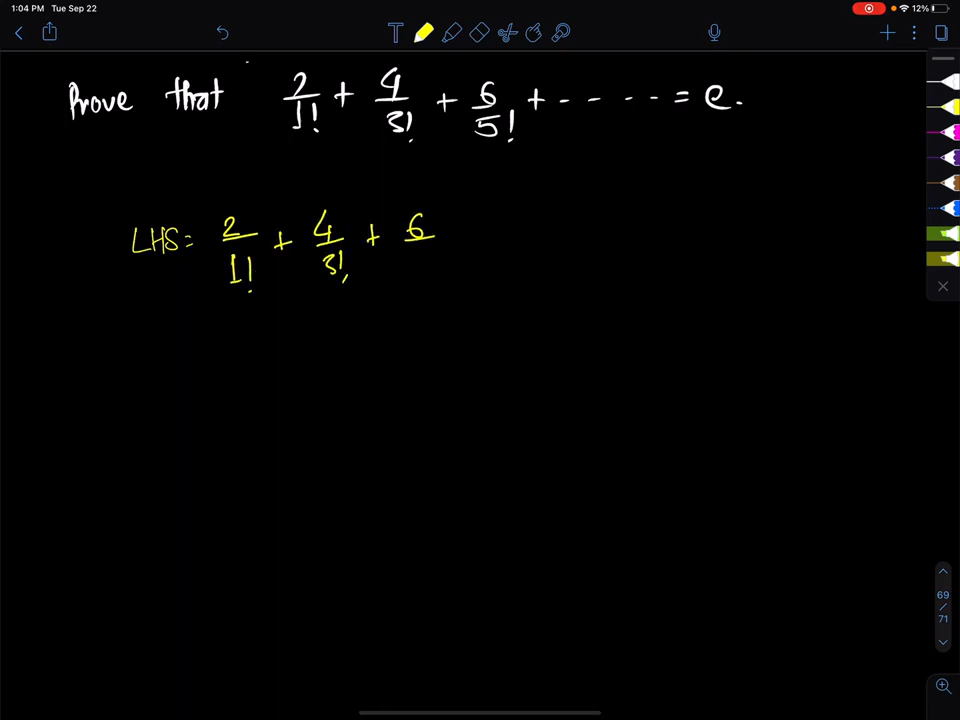 1:04 PM Tue Sep 22
12%
T
Prove that 2/1! + 4/3! + 6/5! + - - - - - = e.
LHS = 2/1! + 4/3! + 6
69
/
71